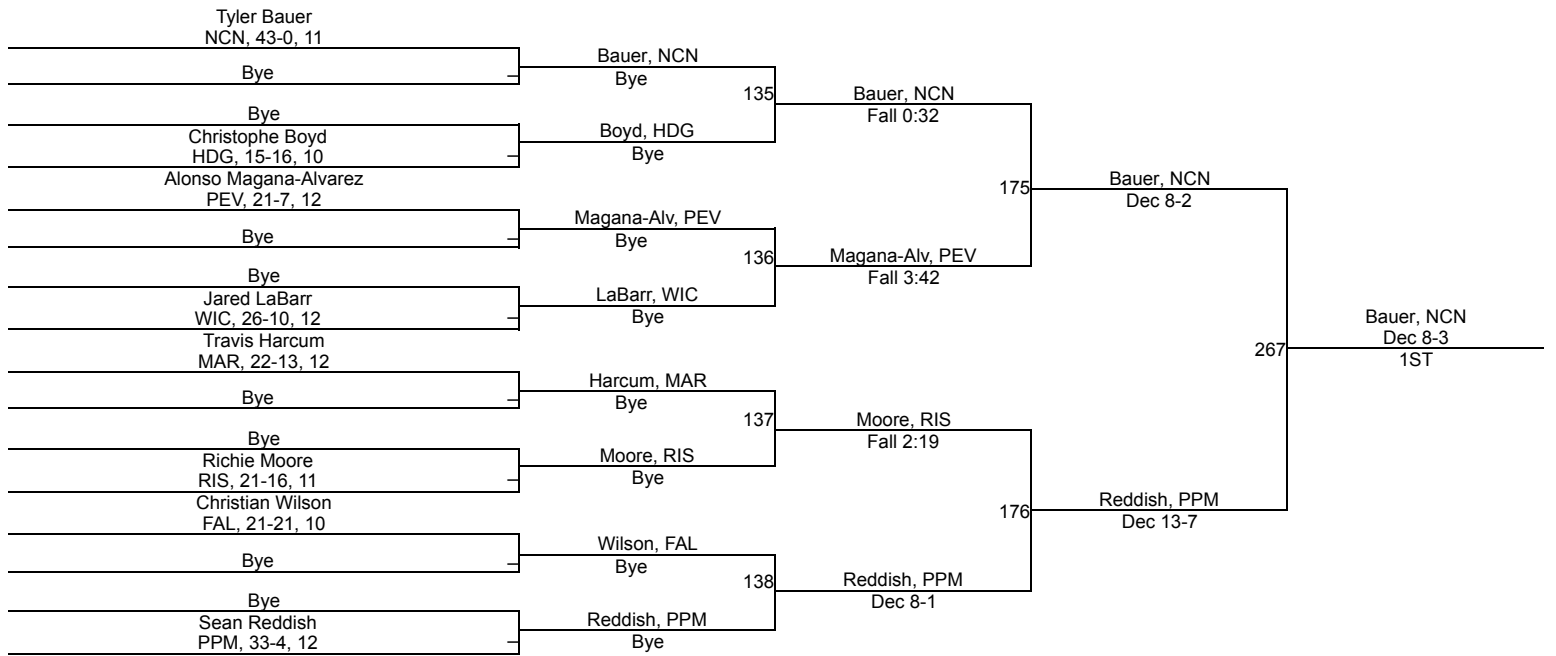 Tyler Bauer
NCN, 43-0, 11
Bye
Bye
Christophe Boyd
HDG, 15-16, 10
Alonso Magana-Alvarez
PEV, 21-7, 12
Bye
Bye
Jared LaBarr
WIC, 26-10, 12
Travis Harcum
MAR, 22-13, 12
Bye
Bye
Richie Moore
RIS, 21-16, 11
Christian Wilson
FAL, 21-21, 10
Bye
Bye
Sean Reddish
PPM, 33-4, 12
Bauer, NCN
Bye
135
Boyd, HDG
Bye
Magana-Alv, PEV
Bye
136
LaBarr, WIC
Bye
Harcum, MAR
Bye
137
Moore, RIS
Bye
Wilson, FAL
Bye
138
Reddish, PPM
Bye
Bauer, NCN
Fall 0:32
175
Magana-Alv, PEV
Fall 3:42
Moore, RIS
Fall 2:19
176
Reddish, PPM
Dec 8-1
Bauer, NCN
Dec 8-2
267
Reddish, PPM
Dec 13-7
Bauer, NCN
Dec 8-3
1ST